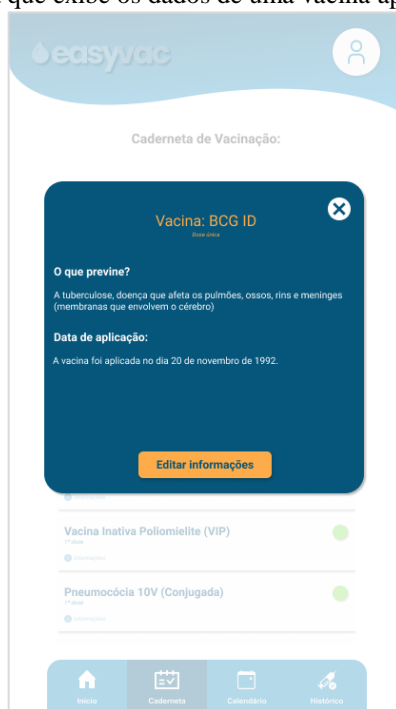 que exibe os dados de uma vacina
easyvac
Caderneta de Vacinação:
Vacina: BCG ID
Dose única
O que previne?
A tuberculose, doença que afeta os pulmões, ossos, rins e meninges
(membranas que envolvem o cérebro)
Data de aplicação:
A vacina foi aplicada no dia 20 de novembro de 1992.
Editar informações
Informações
Vacina Inativa Poliomielite (VIP)
1ª dose
Informações
Pneumocócia 10V (Conjugada)
1ª dose
Informações
Início
Caderneta
Calendário
Histórico